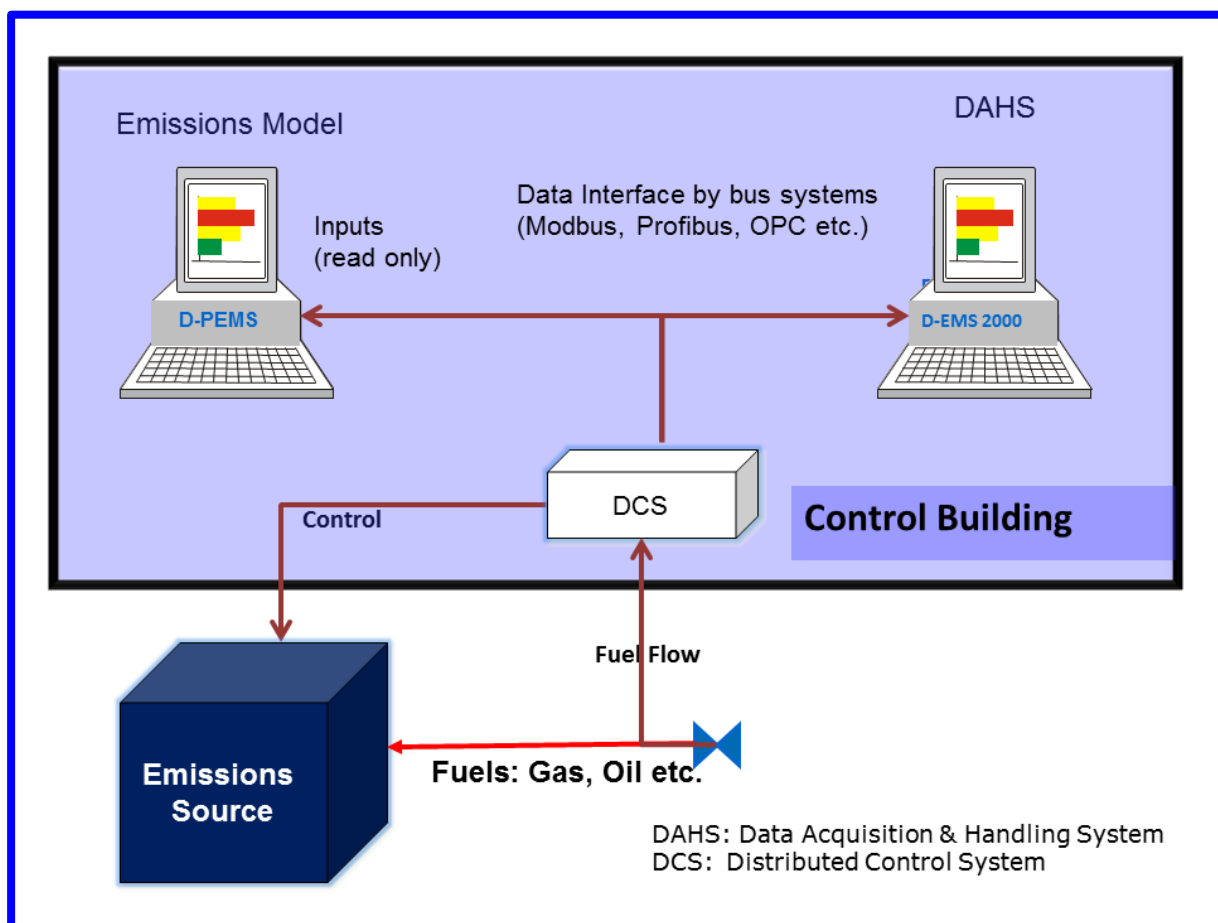 Emissions Model
DAHS
Data Interface by bus systems
(Modbus, Profibus, OPC etc.)
Inputs
(read only)
D-PEMS
D-EMS 2000
DCS
Control
Control Building
Fuel Flow
Emissions
Source
Fuels: Gas, Oil etc.
DAHS: Data Acquisition & Handling System
DCS:  Distributed Control System